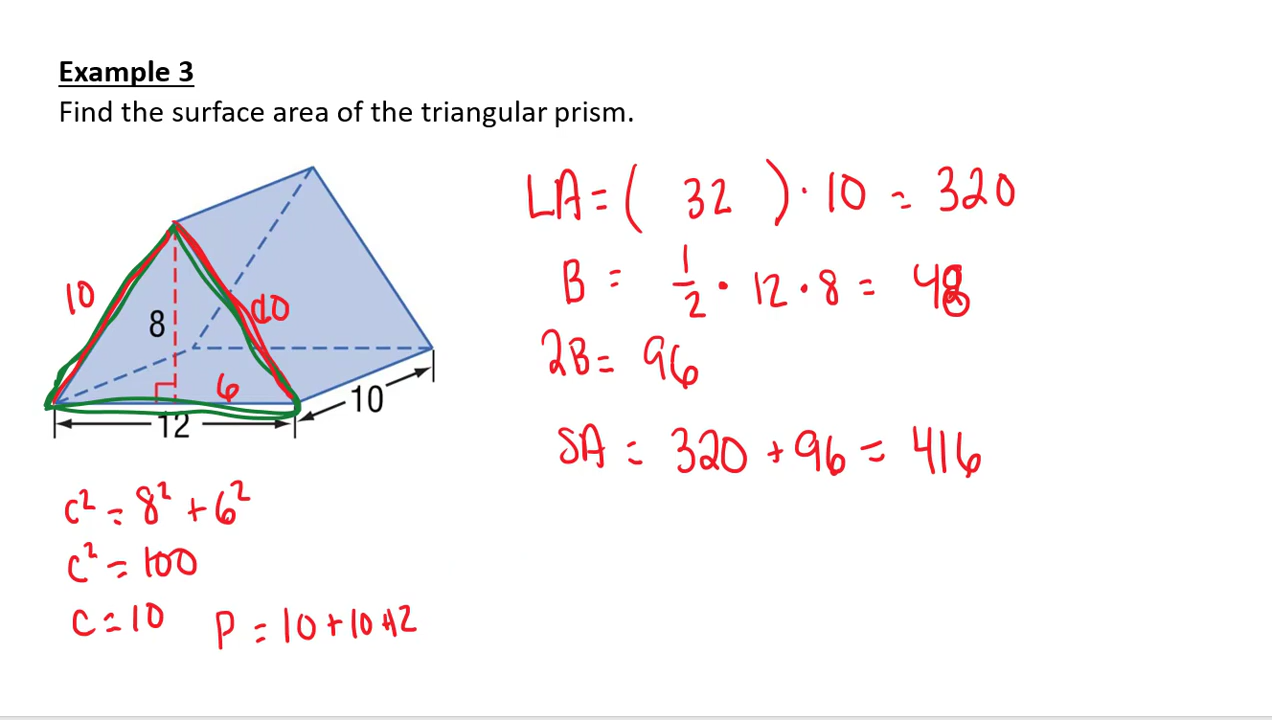 Example 3
Find the surface area of the triangular prism.
LA = ( 32 ) · 10 = 320
B = 1/2 · 12 · 8 = 48
2B = 96
SA = 320 + 96 = 416
10
8
10
6
10
12
c² = 8² + 6²
c² = 100
c = 10
P = 10 + 10 + 12